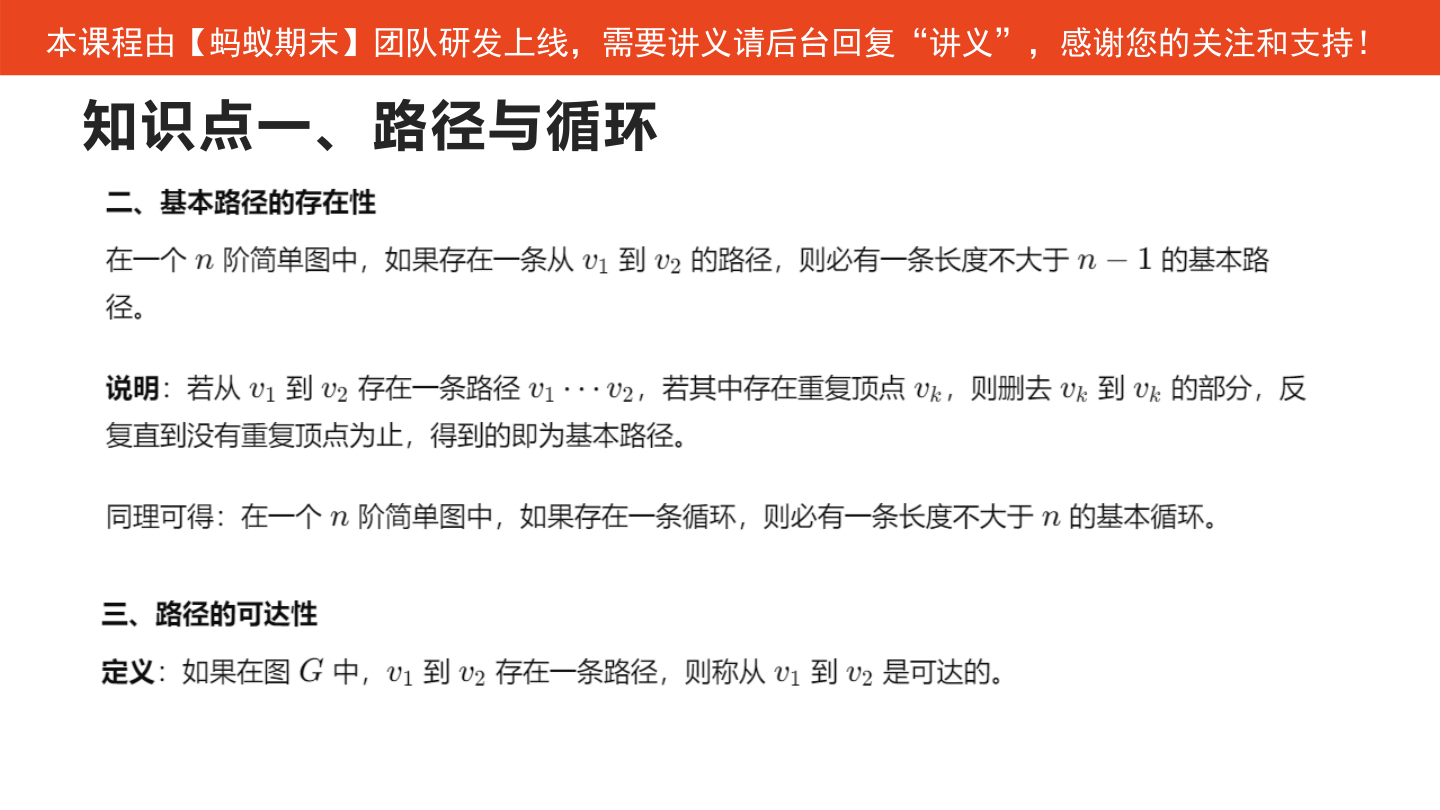 本课程由【蚂蚁期末】团队研发上线，需要讲义请后台回复“讲义”，感谢您的关注和支持！
知识点一、路径与循环
二、基本路径的存在性
在一个 n 阶简单图中，如果存在一条从 v₁ 到 v₂ 的路径，则必有一条长度不大于 n − 1 的基本路
径。
说明：若从 v₁ 到 v₂ 存在一条路径 v₁ ⋯ v₂，若其中存在重复顶点 vₖ，则删去 vₖ 到 vₖ 的部分，反
复直到没有重复顶点为止，得到的即为基本路径。
同理可得：在一个 n 阶简单图中，如果存在一条循环，则必有一条长度不大于 n 的基本循环。
三、路径的可达性
定义：如果在图 G 中，v₁ 到 v₂ 存在一条路径，则称从 v₁ 到 v₂ 是可达的。